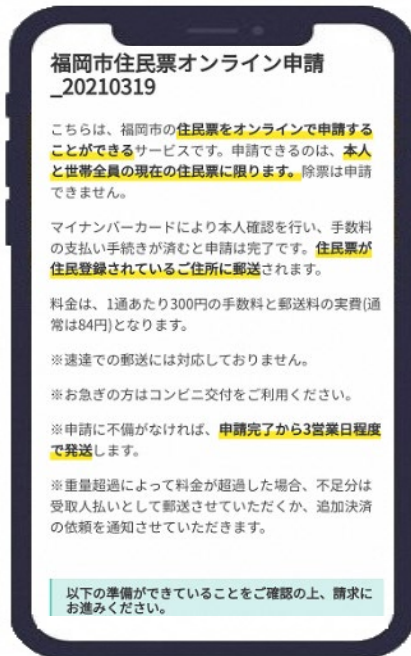 福岡市住民票オンライン申請
_20210319
こちらは、福岡市の住民票をオンラインで申請する
ことができるサービスです。申請できるのは、本人
と世帯全員の現在の住民票に限ります。除票は申請
できません。
マイナンバーカードにより本人確認を行い、手数料
の支払い手続きが済むと申請は完了です。住民票が
住民登録されているご住所に郵送されます。
料金は、1通あたり300円の手数料と郵送料の実費(通
常は84円)となります。
※速達での郵送には対応しておりません。
※お急ぎの方はコンビニ交付をご利用ください。
※申請に不備がなければ、申請完了から3営業日程度
で発送します。
※重量超過によって料金が超過した場合、不足分は
受取人払いとして郵送させていただくか、追加決済
の依頼を通知させていただきます。
以下の準備ができていることをご確認の上、請求に
お進みください。